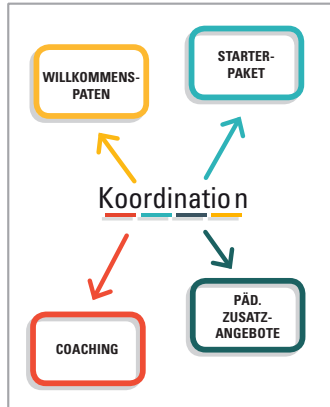 WILLKOMMENS-
PATEN
STARTER-
PAKET
Koordination
COACHING
PÄD.
ZUSATZ-
ANGEBOTE